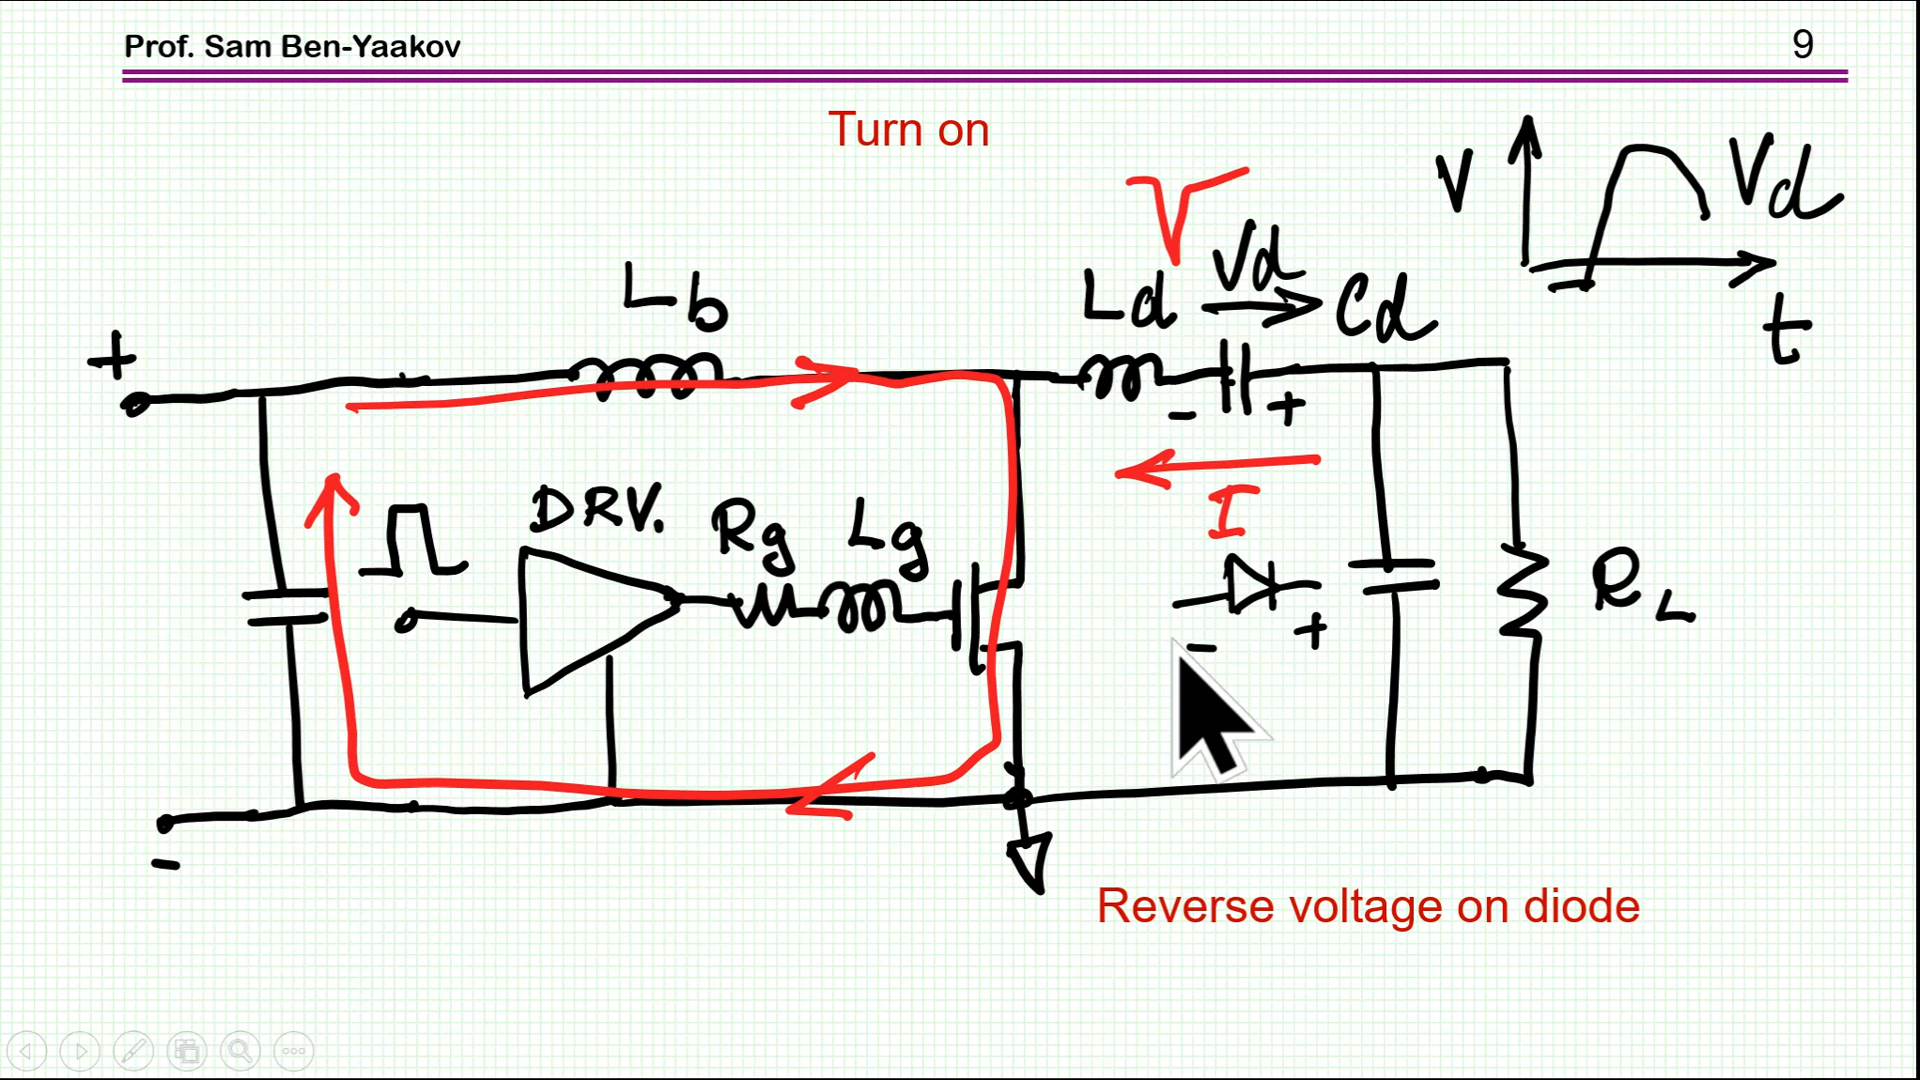 Prof. Sam Ben-Yaakov
9
Turn on
V
Vd
t
Lb
Ld
Vd
Cd
+
-
+
I
DRV.
Rg
Lg
RL
-
+
-
Reverse voltage on diode